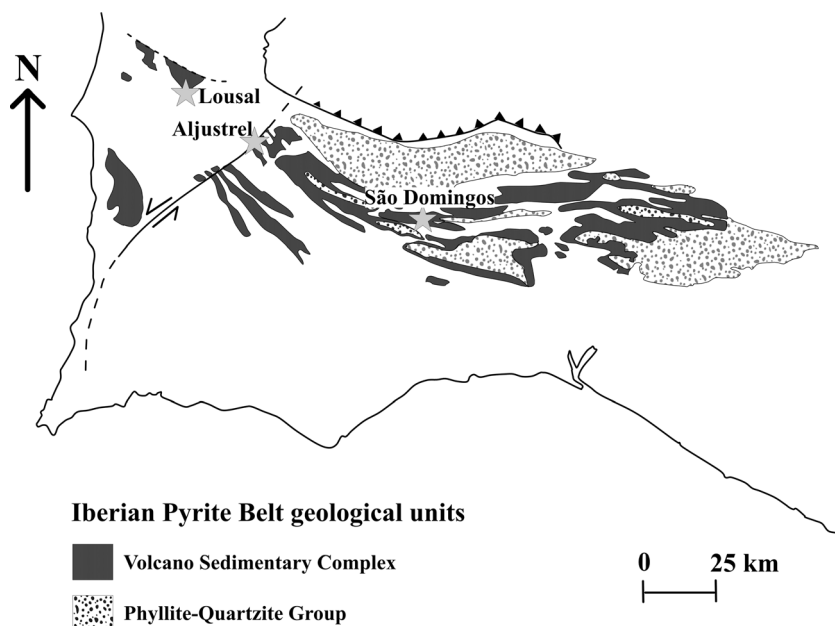 N
Lousal
Aljustrel
São Domingos
Iberian Pyrite Belt geological units
Volcano Sedimentary Complex
0 25 km
Phyllite-Quartzite Group